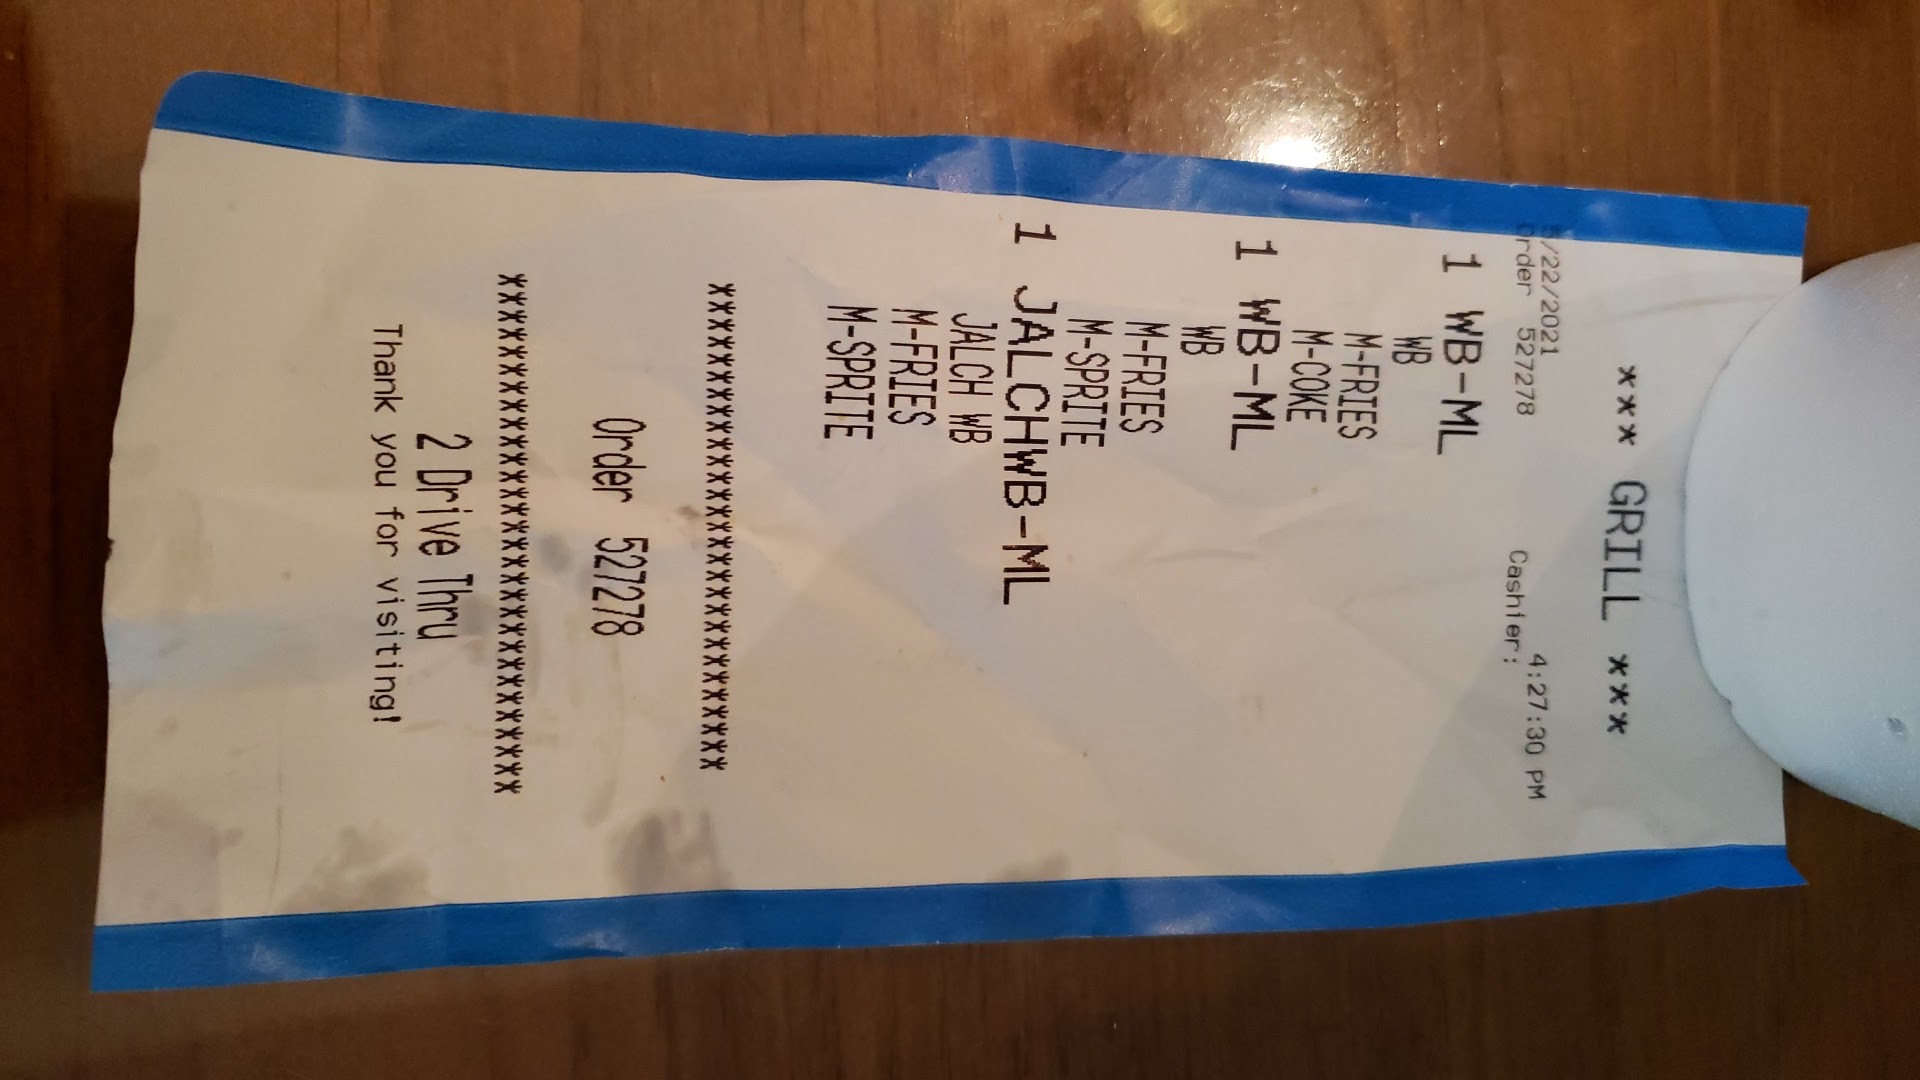 *** GRILL ***
5/22/2021 4:27:30 PM
Order 527278 Cashier:
1 WB-ML
WB
M-FRIES
M-COKE
1 WB-ML
WB
M-FRIES
M-SPRITE
1 JALCHWB-ML
JALCH WB
M-FRIES
M-SPRITE
******************************
Order 527278
******************************
2 Drive Thru
Thank you for visiting!